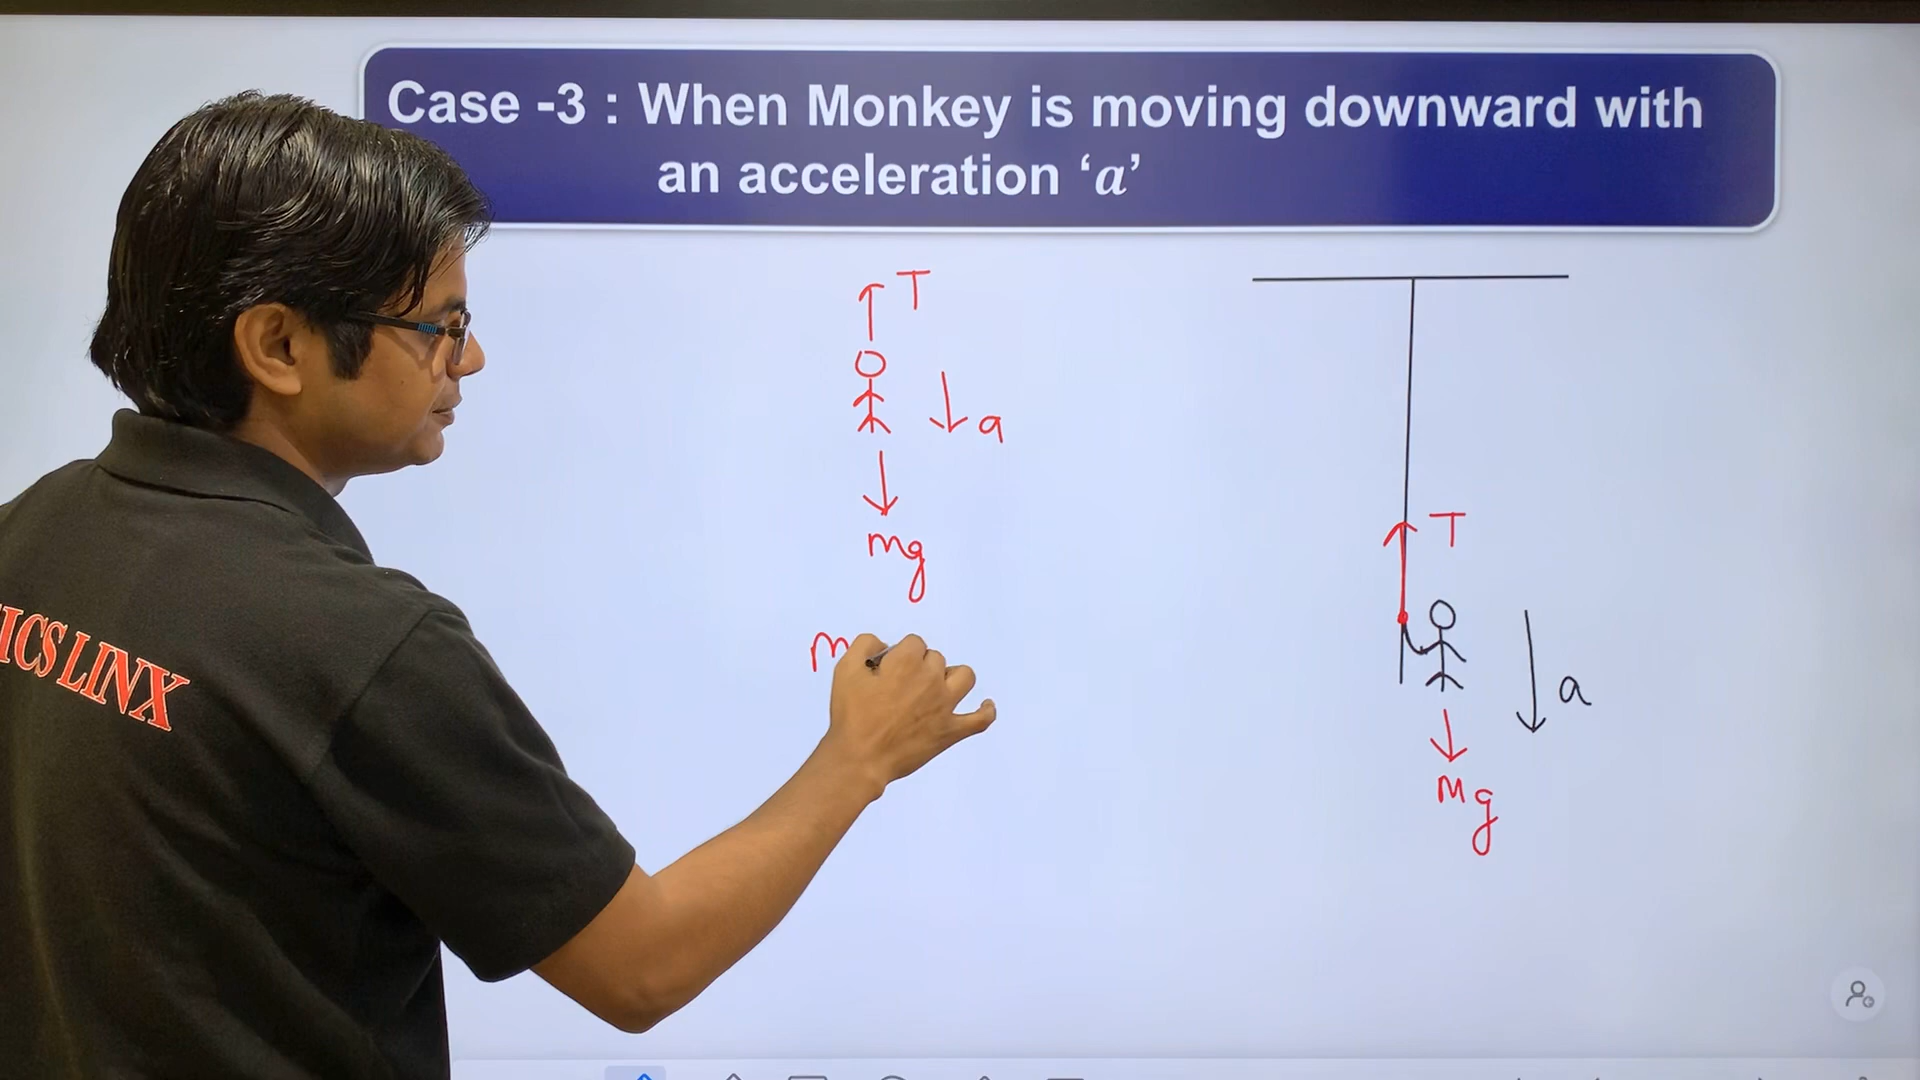 Case -3 : When Monkey is moving downward with
an acceleration ‘a’
T
a
mg
m
T
a
mg
ICS LINX